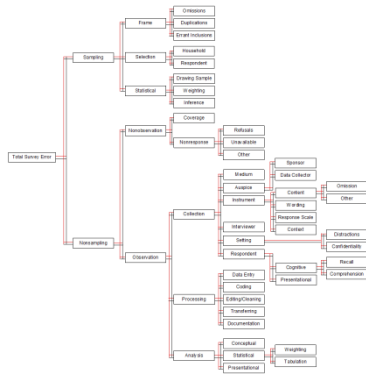 Total Survey Error
Sampling
Frame
Omissions
Duplications
Errant Inclusions
Selection
Household
Respondent
Statistical
Drawing Sample
Weighting
Inference
Nonsampling
Nonobservation
Coverage
Nonresponse
Refusals
Unavailable
Other
Observation
Collection
Medium
Auspice
Sponsor
Data Collector
Instrument
Content
Omission
Other
Wording
Response Scale
Context
Interviewer
Setting
Distractions
Confidentiality
Respondent
Cognitive
Recall
Comprehension
Presentational
Processing
Data Entry
Coding
Editing/Cleaning
Transferring
Documentation
Analysis
Conceptual
Statistical
Weighting
Tabulation
Presentational